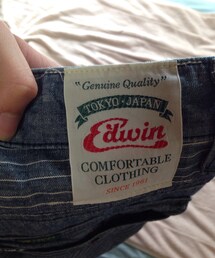 "Genuine Quality"
TOKYO JAPAN
Edwin
COMFORTABLE
CLOTHING